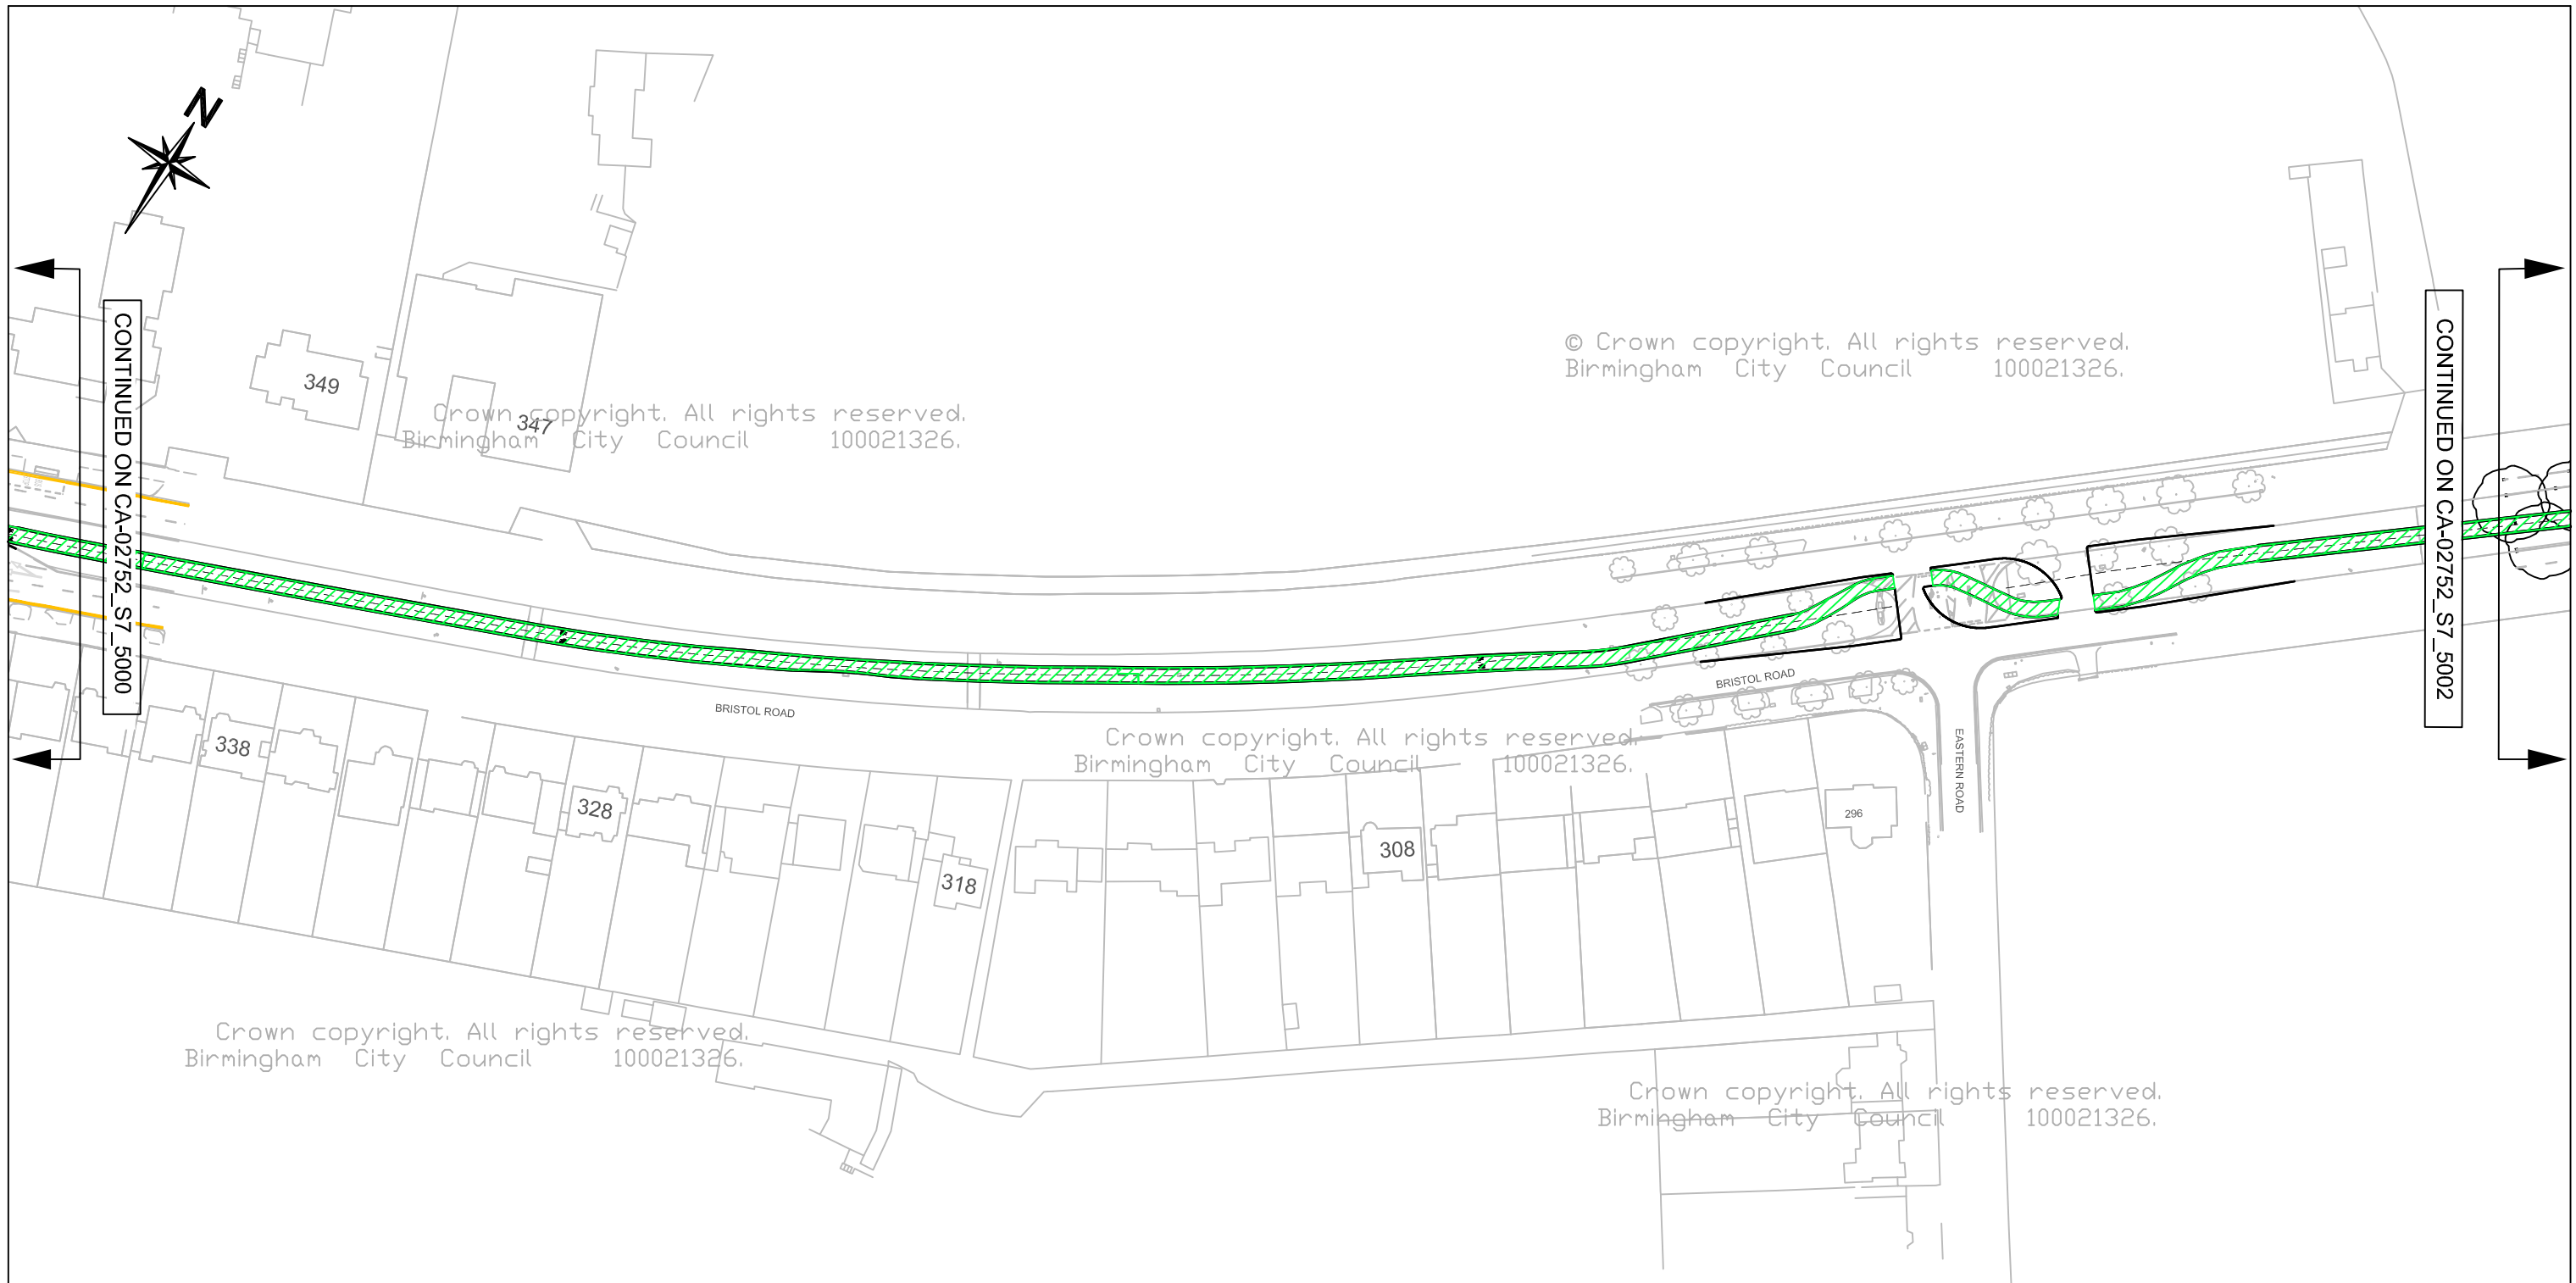 N
CONTINUED ON CA-02752_S7_5000
349
347
Crown copyright. All rights reserved.
Birmingham City Council 100021326.
© Crown copyright. All rights reserved.
Birmingham City Council 100021326.
CONTINUED ON CA-02752_S7_5002
BRISTOL ROAD
BRISTOL ROAD
EASTERN ROAD
338
328
318
308
296
Crown copyright. All rights reserved.
Birmingham City Council 100021326.
Crown copyright. All rights reserved.
Birmingham City Council 100021326.
Crown copyright. All rights reserved.
Birmingham City Council 100021326.